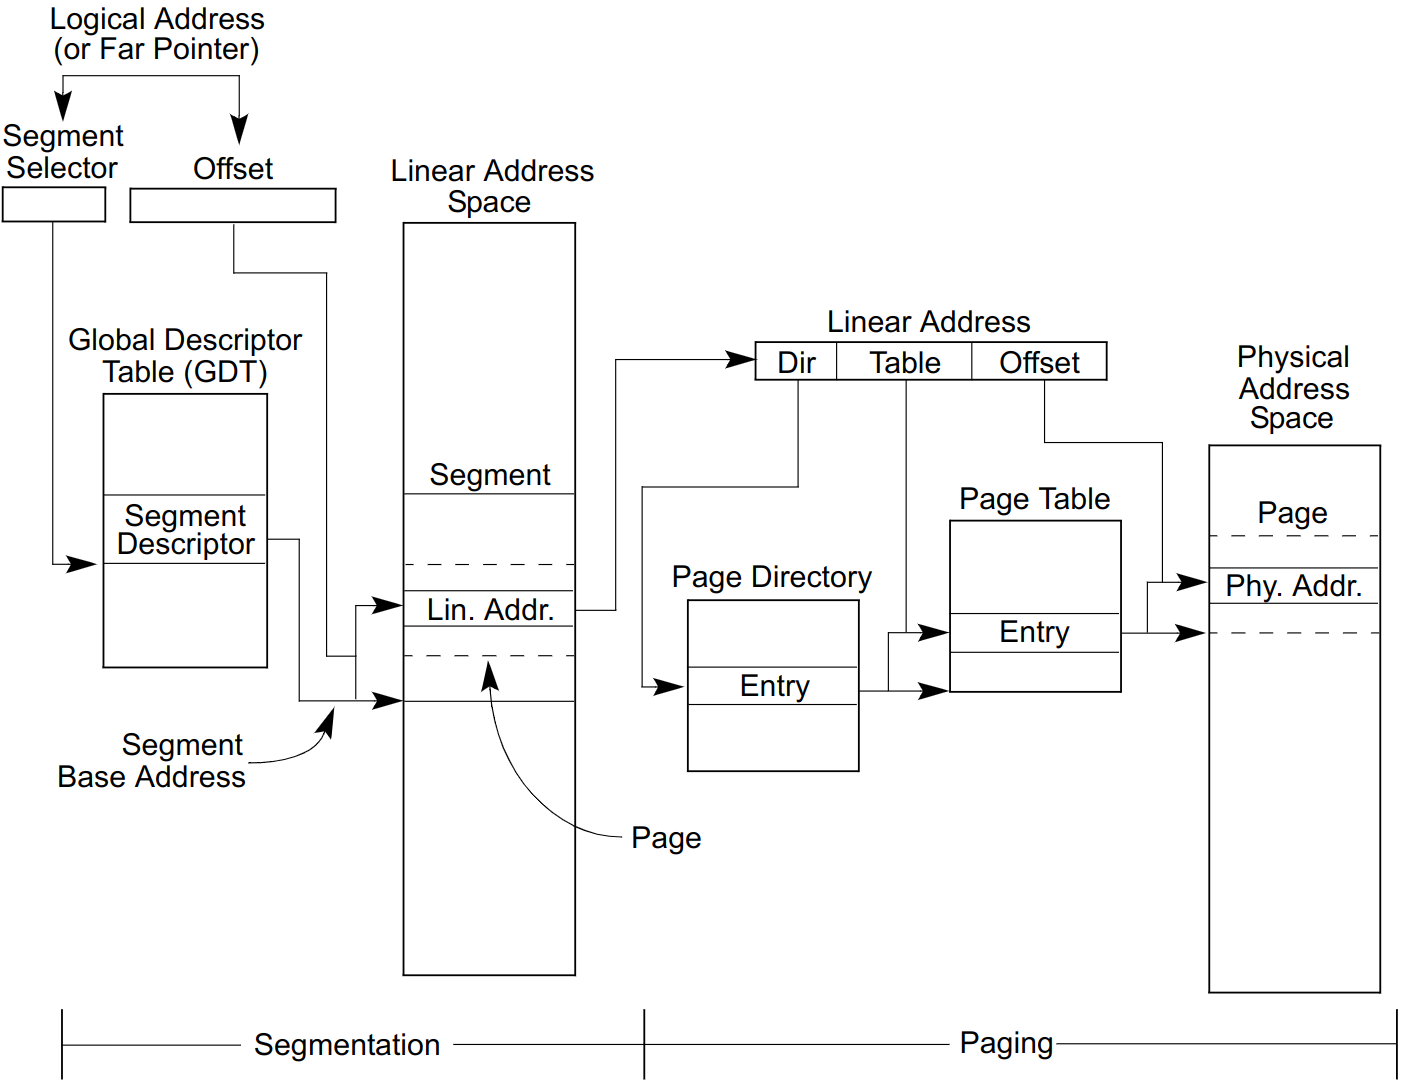 Logical Address
(or Far Pointer)
Segment
Selector
Offset
Linear Address
Space
Global Descriptor
Table (GDT)
Segment
Descriptor
Segment
Lin. Addr.
Segment
Base Address
Page
Linear Address
Dir
Table
Offset
Page Directory
Entry
Page Table
Entry
Physical
Address
Space
Page
Phy. Addr.
Segmentation
Paging